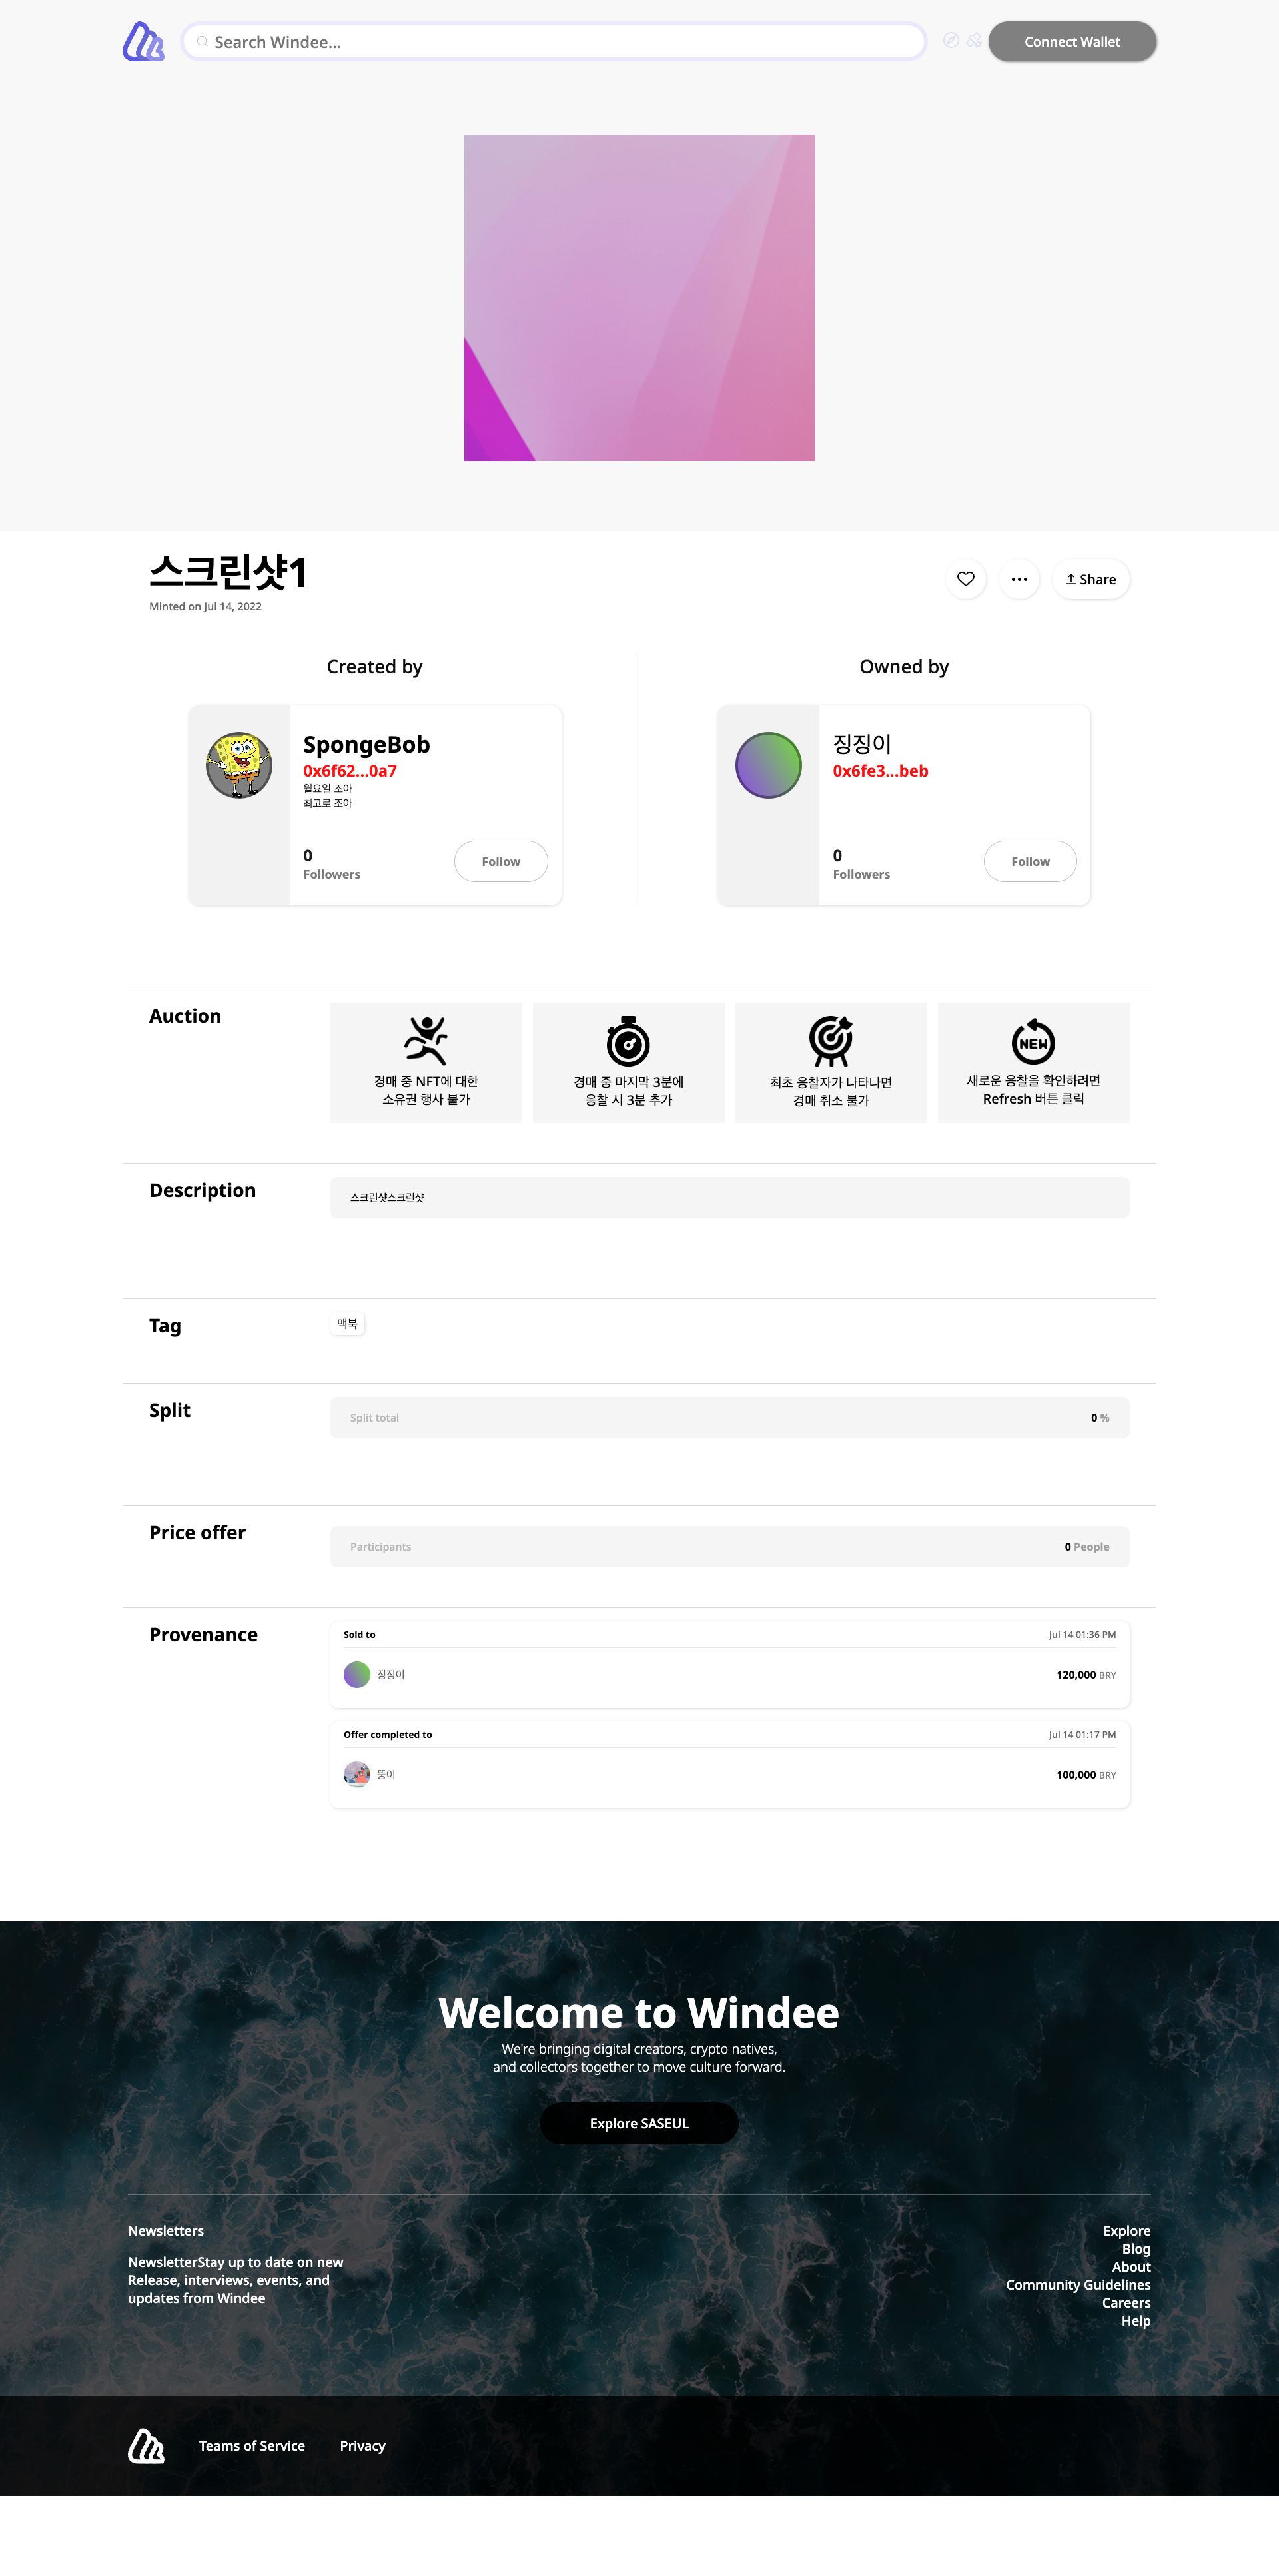 Search Windee...
Connect Wallet
스크린샷1
Minted on Jul 14, 2022
Share
Created by
SpongeBob
0x6f62...0a7
월요일 조아
최고로 조아
0
Followers
Follow
Owned by
징징이
0x6fe3...beb
0
Followers
Follow
Auction
경매 중 NFT에 대한
소유권 행사 불가
경매 중 마지막 3분에
응찰 시 3분 추가
최초 응찰자가 나타나면
경매 취소 불가
NEW
새로운 응찰을 확인하려면
Refresh 버튼 클릭
Description
스크린샷스크린샷
Tag
맥북
Split
Split total
0 %
Price offer
Participants
0 People
Provenance
Sold to
Jul 14 01:36 PM
징징이
120,000 BRY
Offer completed to
Jul 14 01:17 PM
뚱이
100,000 BRY
Welcome to Windee
We're bringing digital creators, crypto natives,
and collectors together to move culture forward.
Explore SASEUL
Newsletters
NewsletterStay up to date on new
Release, interviews, events, and
updates from Windee
Explore
Blog
About
Community Guidelines
Careers
Help
Teams of Service
Privacy